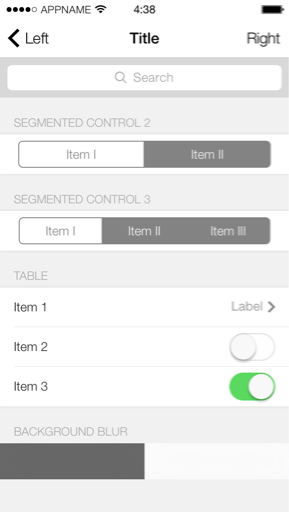 APPNAME 4:38
Left Title Right
Search
SEGMENTED CONTROL 2
Item I Item II
SEGMENTED CONTROL 3
Item I Item II Item III
TABLE
Item 1 Label
Item 2
Item 3
BACKGROUND BLUR